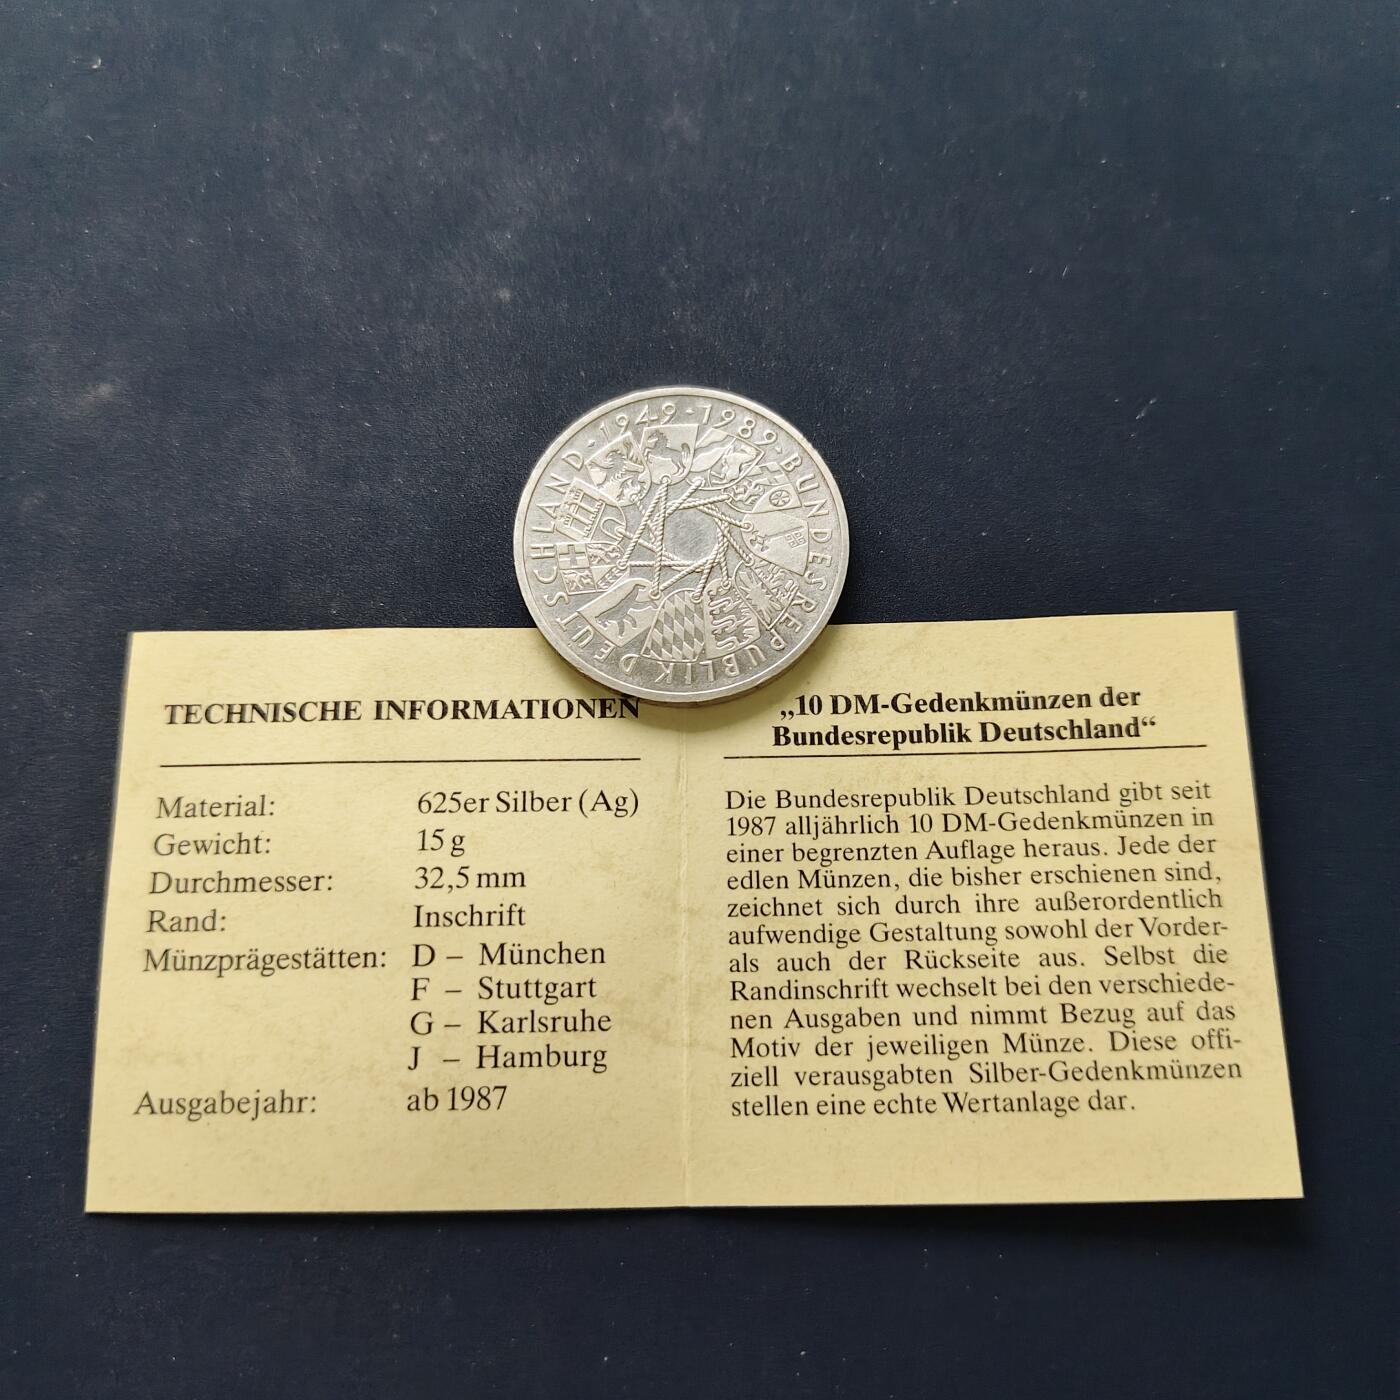 · 1949 · 1989 · BUNDESREPUBLIK DEUTSCHLAND
TECHNISCHE INFORMATIONEN
Material: 625er Silber (Ag)
Gewicht: 15 g
Durchmesser: 32,5 mm
Rand: Inschrift
Münzprägestätten: D – München
F – Stuttgart
G – Karlsruhe
J – Hamburg
Ausgabejahr: ab 1987
„10 DM-Gedenkmünzen der
Bundesrepublik Deutschland“
Die Bundesrepublik Deutschland gibt seit
1987 alljährlich 10 DM-Gedenkmünzen in
einer begrenzten Auflage heraus. Jede der
edlen Münzen, die bisher erschienen sind,
zeichnet sich durch ihre außerordentlich
aufwendige Gestaltung sowohl der Vorder-
als auch der Rückseite aus. Selbst die
Randinschrift wechselt bei den verschiede-
nen Ausgaben und nimmt Bezug auf das
Motiv der jeweiligen Münze. Diese offi-
ziell verausgabten Silber-Gedenkmünzen
stellen eine echte Wertanlage dar.